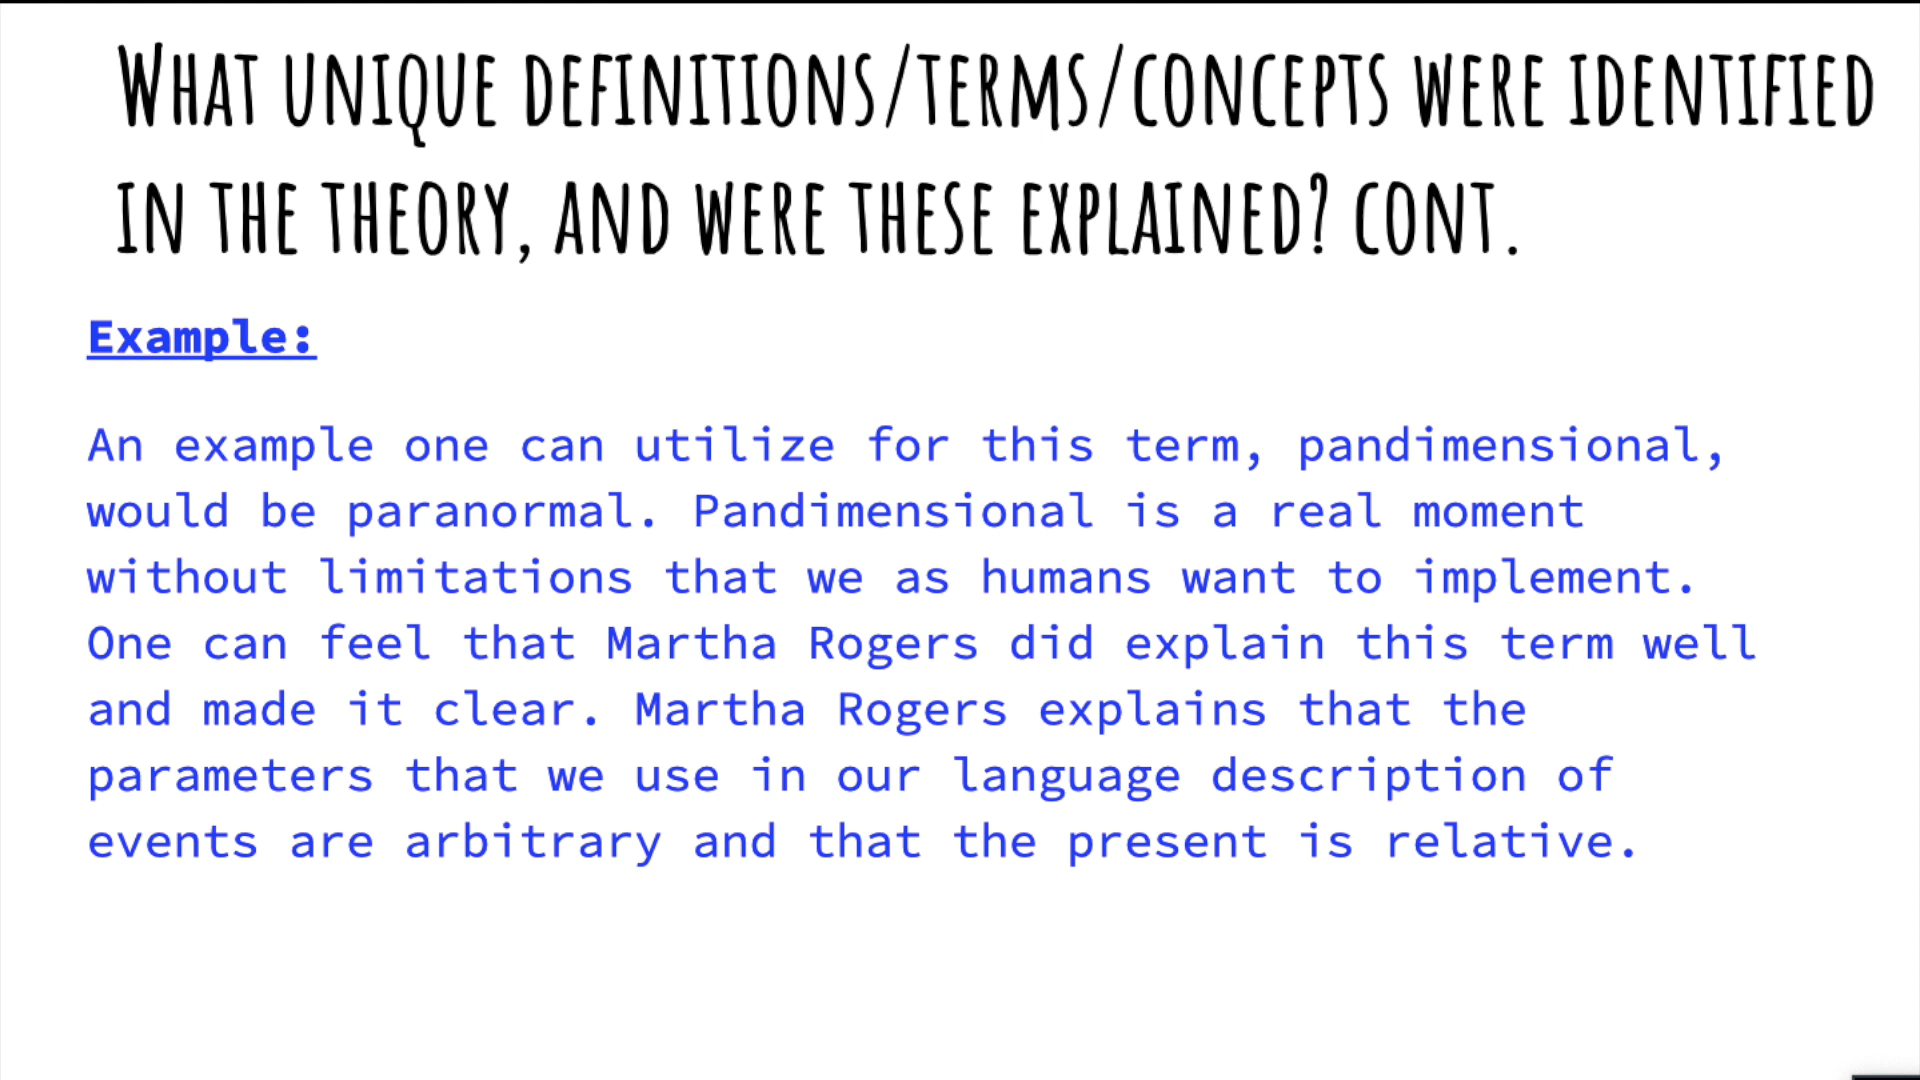 What unique definitions/terms/concepts were identified
in the theory, and were these explained? cont.
Example:
An example one can utilize for this term, pandimensional,
would be paranormal. Pandimensional is a real moment
without limitations that we as humans want to implement.
One can feel that Martha Rogers did explain this term well
and made it clear. Martha Rogers explains that the
parameters that we use in our language description of
events are arbitrary and that the present is relative.